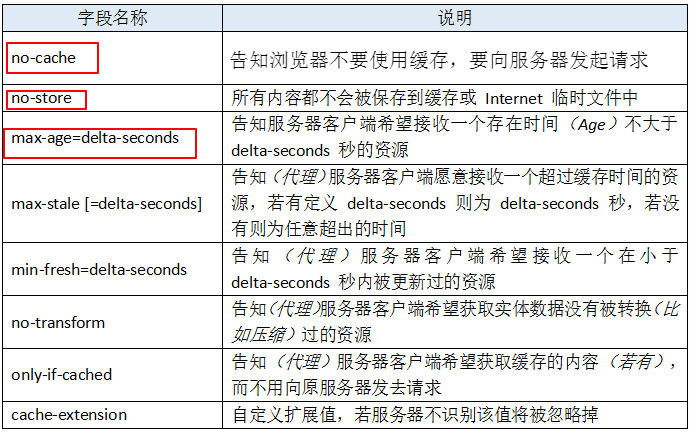 字段名称 说明
no-cache 告知浏览器不要使用缓存，要向服务器发起请求
no-store 所有内容都不会被保存到缓存或 Internet 临时文件中
max-age=delta-seconds 告知服务器客户端希望接收一个存在时间（Age）不大于
delta-seconds 秒的资源
max-stale [=delta-seconds] 告知（代理）服务器客户端愿意接收一个超过缓存时间的资
源，若有定义 delta-seconds 则为 delta-seconds 秒，若没
有则为任意超出的时间
min-fresh=delta-seconds 告知（代理）服务器客户端希望接收一个在小于
delta-seconds 秒内被更新过的资源
no-transform 告知（代理）服务器客户端希望获取实体数据没有被转换（比
如压缩）过的资源
only-if-cached 告知（代理）服务器客户端希望获取缓存的内容（若有），
而不用向原服务器发去请求
cache-extension 自定义扩展值，若服务器不识别该值将被忽略掉